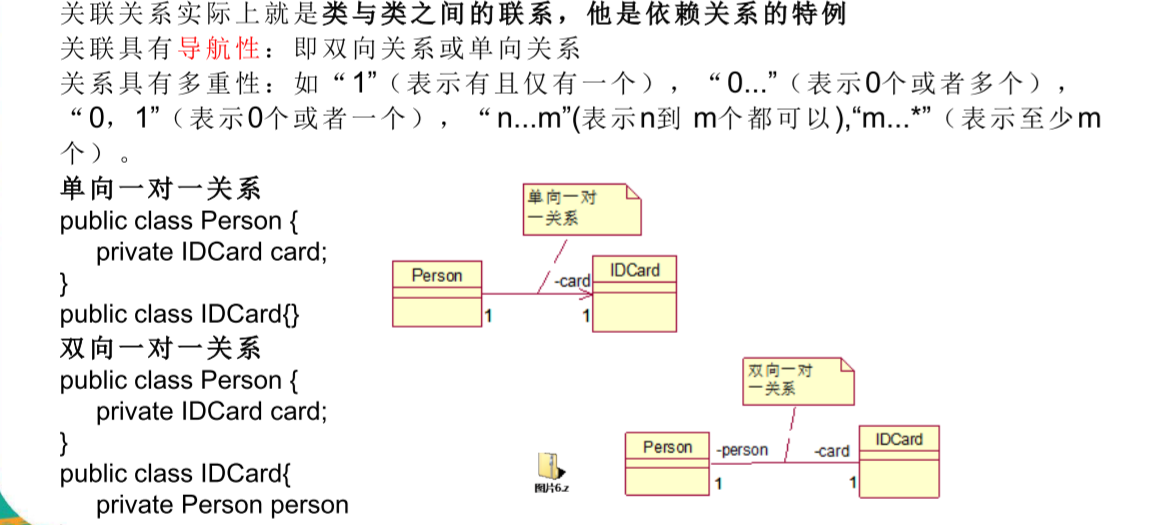 关联关系实际上就是类与类之间的联系，他是依赖关系的特例
关联具有导航性：即双向关系或单向关系
关系具有多重性：如“1”（表示有且仅有一个），“0...”（表示0个或者多个），
“0，1”（表示0个或者一个），“n...m”(表示n到 m个都可以),“m...*”（表示至少m
个）。
单向一对一关系
public class Person {
private IDCard card;
}
public class IDCard{}
双向一对一关系
public class Person {
private IDCard card;
}
public class IDCard{
private Person person
单向一对
一关系
Person
-card
IDCard
1
1
双向一对
一关系
Person
-person
-card
IDCard
1
1
图片6.z